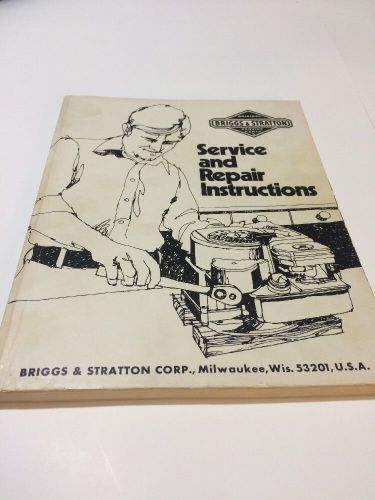 BRIGGS & STRATTON
Service
and
Repair
Instructions
BRIGGS & STRATTON CORP., Milwaukee, Wis. 53201, U.S.A.